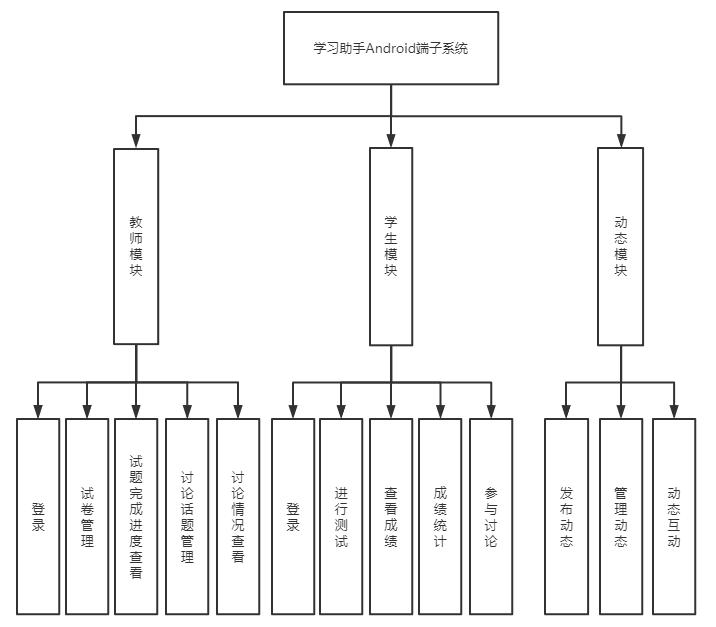 学习助手Android端子系统
教师模块
学生模块
动态模块
登录
试卷管理
试题完成进度查看
讨论话题管理
讨论情况查看
登录
进行测试
查看成绩
成绩统计
参与讨论
发布动态
管理动态
动态互动